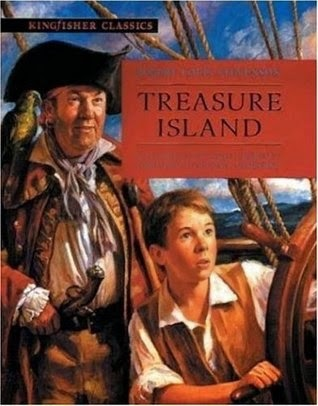 KINGFISHER CLASSICS
ROBERT LOUIS STEVENSON
TREASURE
ISLAND